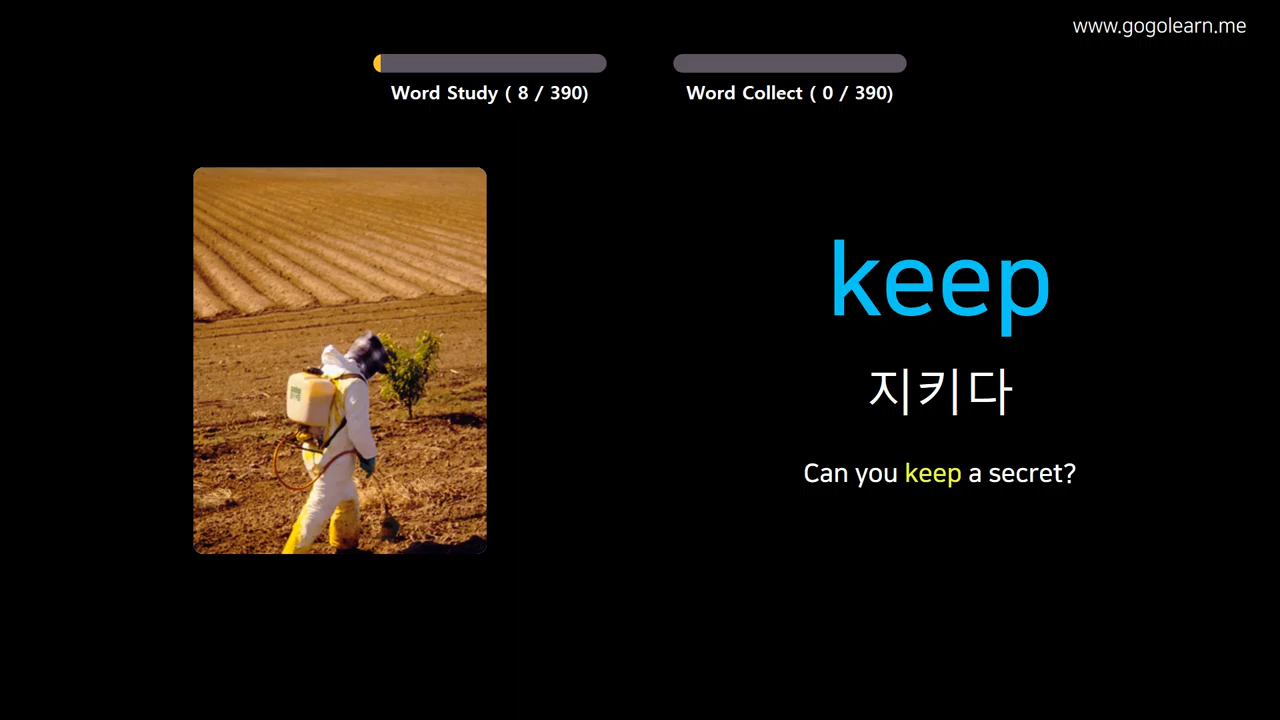 www.gogolearn.me
Word Study ( 8 / 390)
Word Collect ( 0 / 390)
keep
지키다
Can you keep a secret?